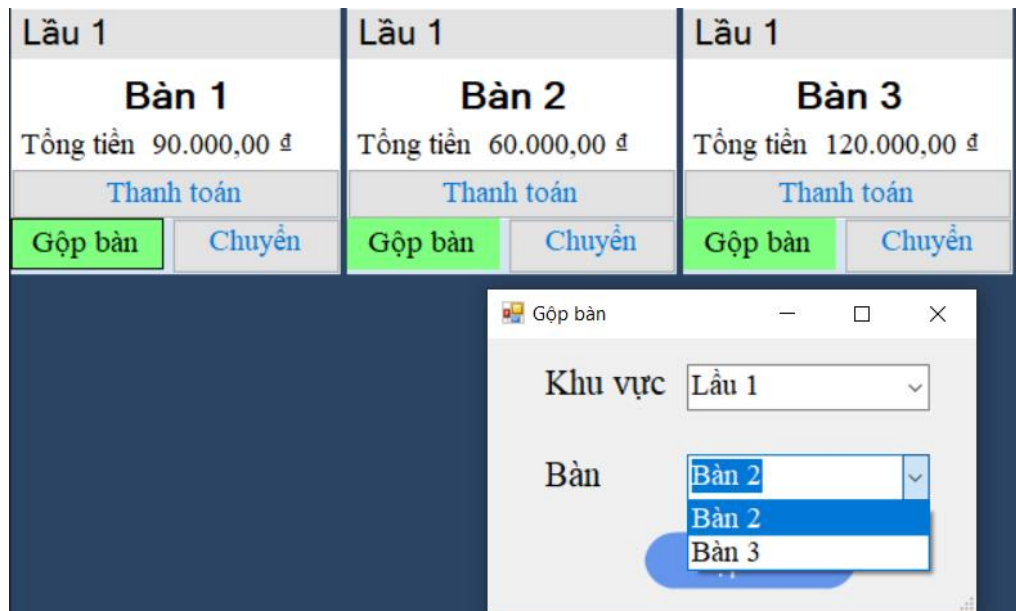 Lầu 1 Lầu 1 Lầu 1
Bàn 1 Bàn 2 Bàn 3
Tổng tiền 90.000,00 ₫ Tổng tiền 60.000,00 ₫ Tổng tiền 120.000,00 ₫
Thanh toán Thanh toán Thanh toán
Gộp bàn Chuyển Gộp bàn Chuyển Gộp bàn Chuyển
Gộp bàn
Khu vực Lầu 1
Bàn Bàn 2
Bàn 2
Bàn 3